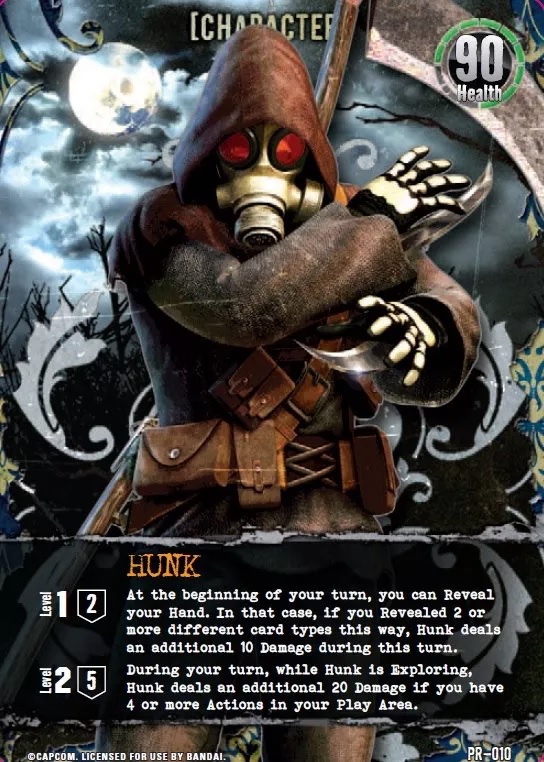 [CHARACTER
90
Health
HUNK
Level 1 2
At the beginning of your turn, you can Reveal
your Hand. In that case, if you Revealed 2 or
more different card types this way, Hunk deals
an additional 10 Damage during this turn.
Level 2 5
During your turn, while Hunk is Exploring,
Hunk deals an additional 20 Damage if you have
4 or more Actions in your Play Area.
©CAPCOM. LICENSED FOR USE BY BANDAI.
PR-010